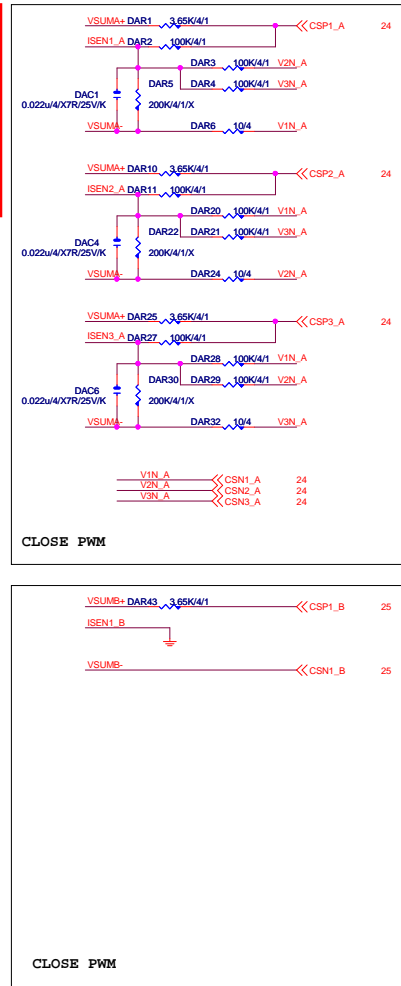 VSUMA+ DAR1 3.65K/4/1 CSP1_A 24
ISEN1_A DAR2 100K/4/1
DAR3 100K/4/1 V2N_A
DAC1 DAR5 DAR4 100K/4/1 V3N_A
0.022u/4/X7R/25V/K 200K/4/1/X
VSUMA- DAR6 10/4 V1N_A
VSUMA+ DAR10 3.65K/4/1 CSP2_A 24
ISEN2_A DAR11 100K/4/1
DAR20 100K/4/1 V1N_A
DAC4 DAR22 DAR21 100K/4/1 V3N_A
0.022u/4/X7R/25V/K 200K/4/1/X
VSUMA- DAR24 10/4 V2N_A
VSUMA+ DAR25 3.65K/4/1 CSP3_A 24
ISEN3_A DAR27 100K/4/1
DAR28 100K/4/1 V1N_A
DAC6 DAR30 DAR29 100K/4/1 V2N_A
0.022u/4/X7R/25V/K 200K/4/1/X
VSUMA- DAR32 10/4 V3N_A
V1N_A CSN1_A 24
V2N_A CSN2_A 24
V3N_A CSN3_A 24
CLOSE PWM
VSUMB+ DAR43 3.65K/4/1 CSP1_B 25
ISEN1_B
VSUMB- CSN1_B 25
CLOSE PWM